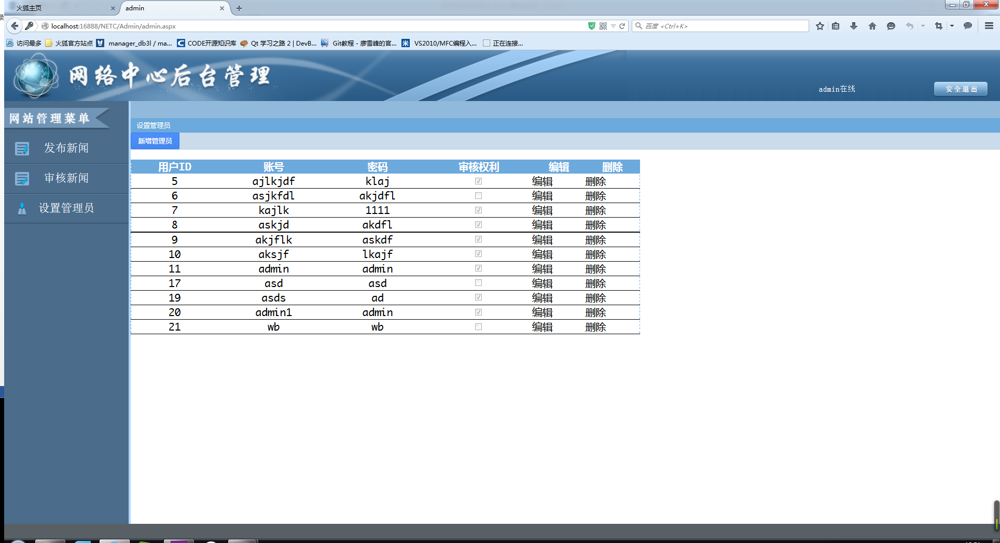 火狐主页
admin
录
localhost:16888/NETC/Admin/admin.aspx
百度 <Ctrl+K>
访问最多 火狐官方站点 manager_db3l / ma... CODE开源知识库 Qt 学习之路 2 | DevB... Git教程 - 廖雪峰的官... VS2010/MFC编程入... 正在连接...
网络中心后台管理
admin在线
安全退出
网站管理菜单
发布新闻
审核新闻
设置管理员
设置管理员
新增管理员
用户ID 账号 密码 审核权利 编辑 删除
5 ajlkjdf klaj 编辑 删除
6 asjkfdl akjdfl 编辑 删除
7 kajlk 1111 编辑 删除
8 askjd akdfl 编辑 删除
9 akjflk askdf 编辑 删除
10 aksjf lkajf 编辑 删除
11 admin admin 编辑 删除
17 asd asd 编辑 删除
19 asds ad 编辑 删除
20 admin1 admin 编辑 删除
21 wb wb 编辑 删除